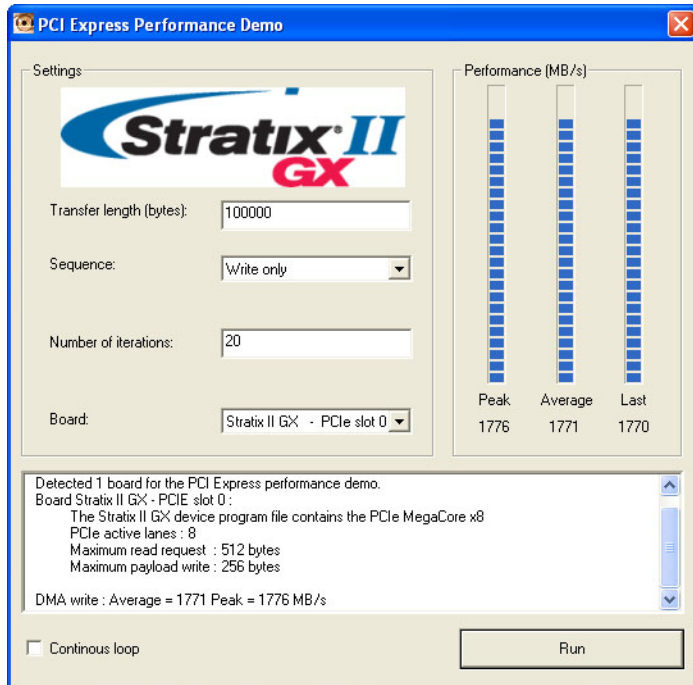 PCI Express Performance Demo
Settings
Stratix II
GX
Transfer length (bytes):
100000
Sequence:
Write only
Number of iterations:
20
Board:
Stratix II GX - PCIe slot 0
Performance (MB/s)
Peak Average Last
1776 1771 1770
Detected 1 board for the PCI Express performance demo.
Board Stratix II GX - PCIE slot 0 :
The Stratix II GX device program file contains the PCIe MegaCore x8
PCIe active lanes : 8
Maximum read request : 512 bytes
Maximum payload write : 256 bytes
DMA write : Average = 1771 Peak = 1776 MB/s
Continous loop
Run